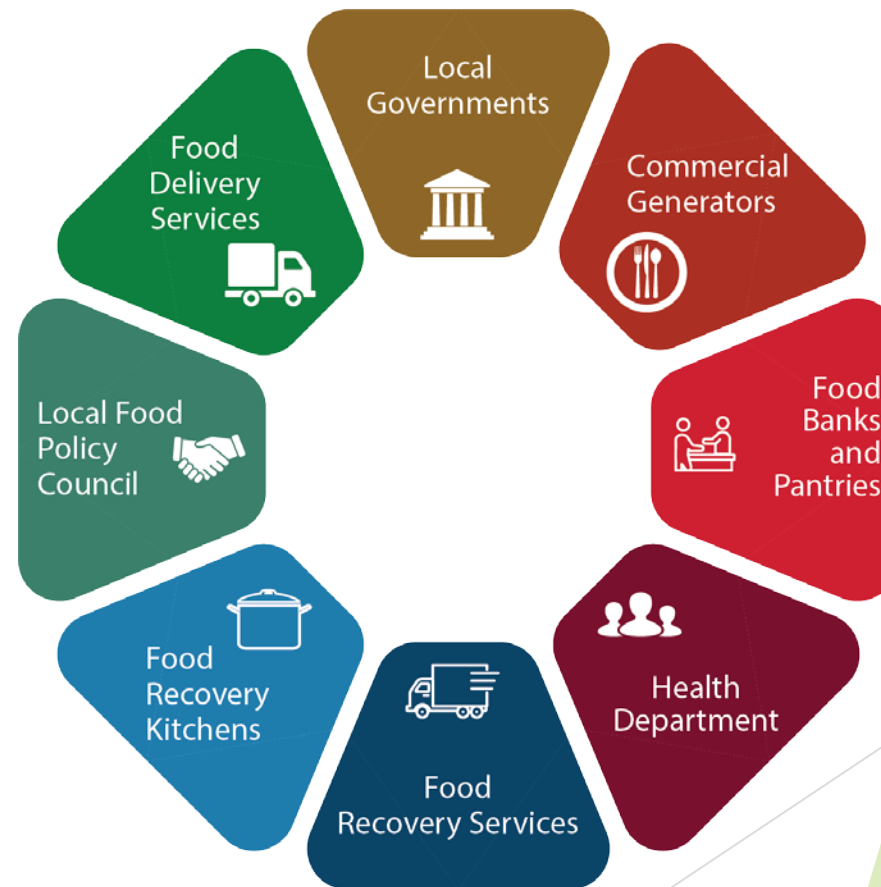 Local
Governments
Commercial
Generators
Food
Banks
and
Pantries
Health
Department
Food
Recovery Services
Food
Recovery
Kitchens
Local Food
Policy
Council
Food
Delivery
Services